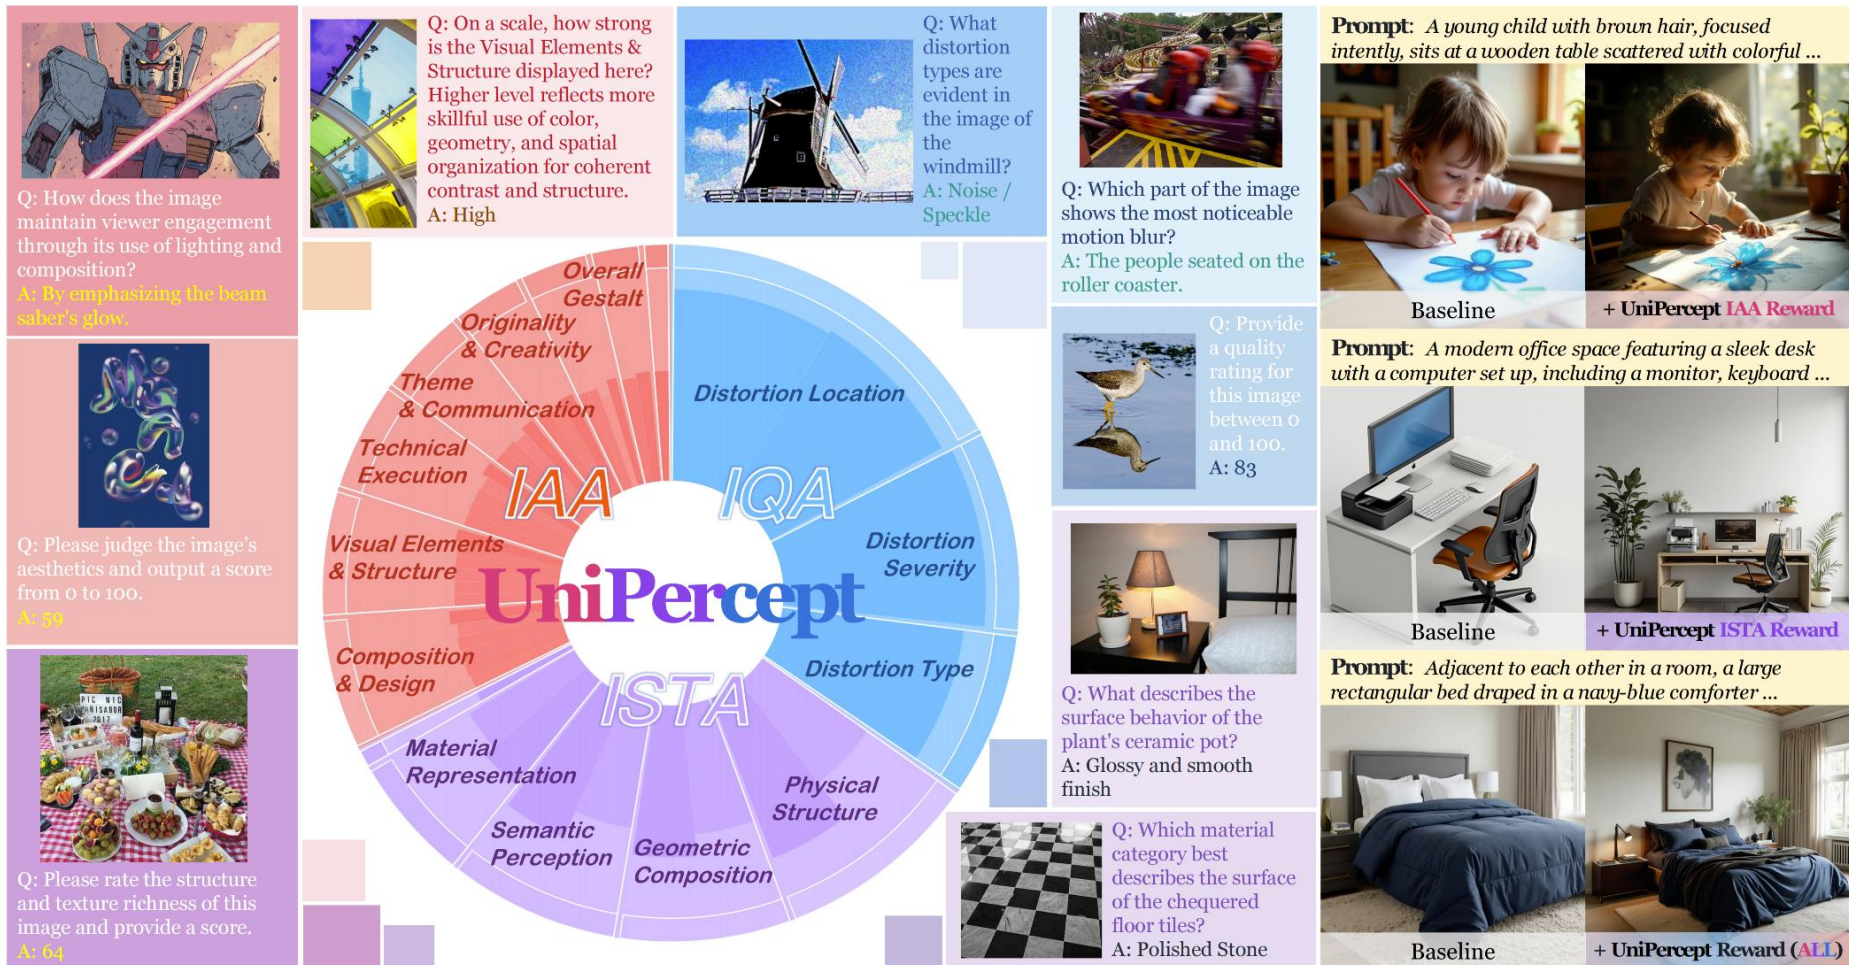 Q: How does the image
maintain viewer engagement
through its use of lighting and
composition?
A: By emphasizing the beam
saber's glow.
Q: Please judge the image's
aesthetics and output a score
from 0 to 100.
A: 59
PIC NIC
2017
Q: Please rate the structure
and texture richness of this
image and provide a score.
A: 64
Q: On a scale, how strong
is the Visual Elements &
Structure displayed here?
Higher level reflects more
skillful use of color,
geometry, and spatial
organization for coherent
contrast and structure.
A: High
Q: What
distortion
types are
evident in
the image of
the
windmill?
A: Noise /
Speckle
Overall
Gestalt
Originality
& Creativity
Theme
& Communication
Technical
Execution
Visual Elements
& Structure
Composition
& Design
IAA
IQA
Distortion Location
Distortion
Severity
Distortion Type
UniPercept
ISTA
Material
Representation
Semantic
Perception
Geometric
Composition
Physical
Structure
Q: Which part of the image
shows the most noticeable
motion blur?
A: The people seated on the
roller coaster.
Q: Provide
a quality
rating for
this image
between 0
and 100.
A: 83
Q: What describes the
surface behavior of the
plant's ceramic pot?
A: Glossy and smooth
finish
Q: Which material
category best
describes the surface
of the chequered
floor tiles?
A: Polished Stone
Prompt: A young child with brown hair, focused
intently, sits at a wooden table scattered with colorful ...
Baseline
+ UniPercept IAA Reward
Prompt: A modern office space featuring a sleek desk
with a computer set up, including a monitor, keyboard ...
Baseline
+ UniPercept ISTA Reward
Prompt: Adjacent to each other in a room, a large
rectangular bed draped in a navy-blue comforter ...
Baseline
+ UniPercept Reward (ALL)